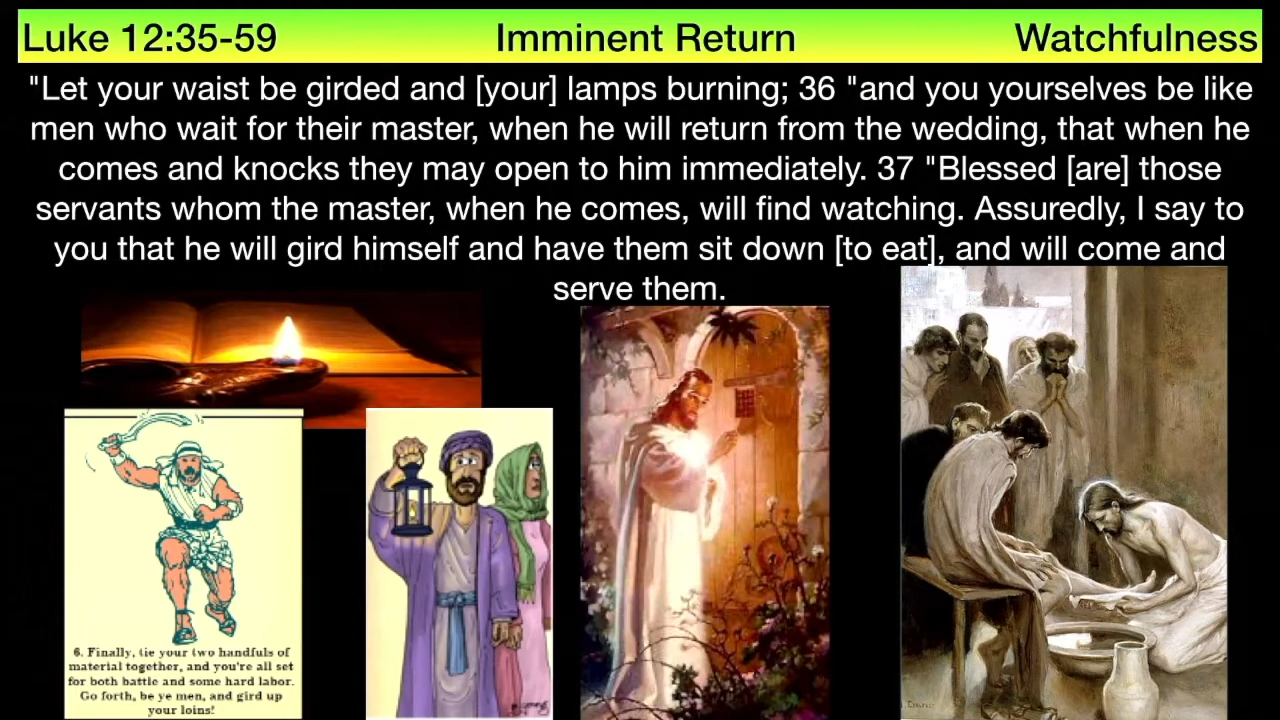 Luke 12:35-59 Imminent Return Watchfulness
"Let your waist be girded and [your] lamps burning; 36 "and you yourselves be like
men who wait for their master, when he will return from the wedding, that when he
comes and knocks they may open to him immediately. 37 "Blessed [are] those
servants whom the master, when he comes, will find watching. Assuredly, I say to
you that he will gird himself and have them sit down [to eat], and will come and
serve them.
6. Finally, tie your two handfuls of
material together, and you're all set
for both battle and some hard labor.
Go forth, be ye men, and gird up
your loins!